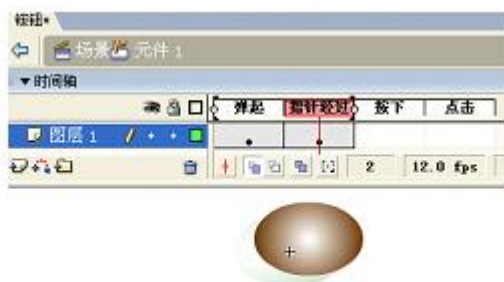 按钮*
场景 元件 1
▼时间轴
弹起 指针经过 按下 点击
图层 1
2 12.0 fps